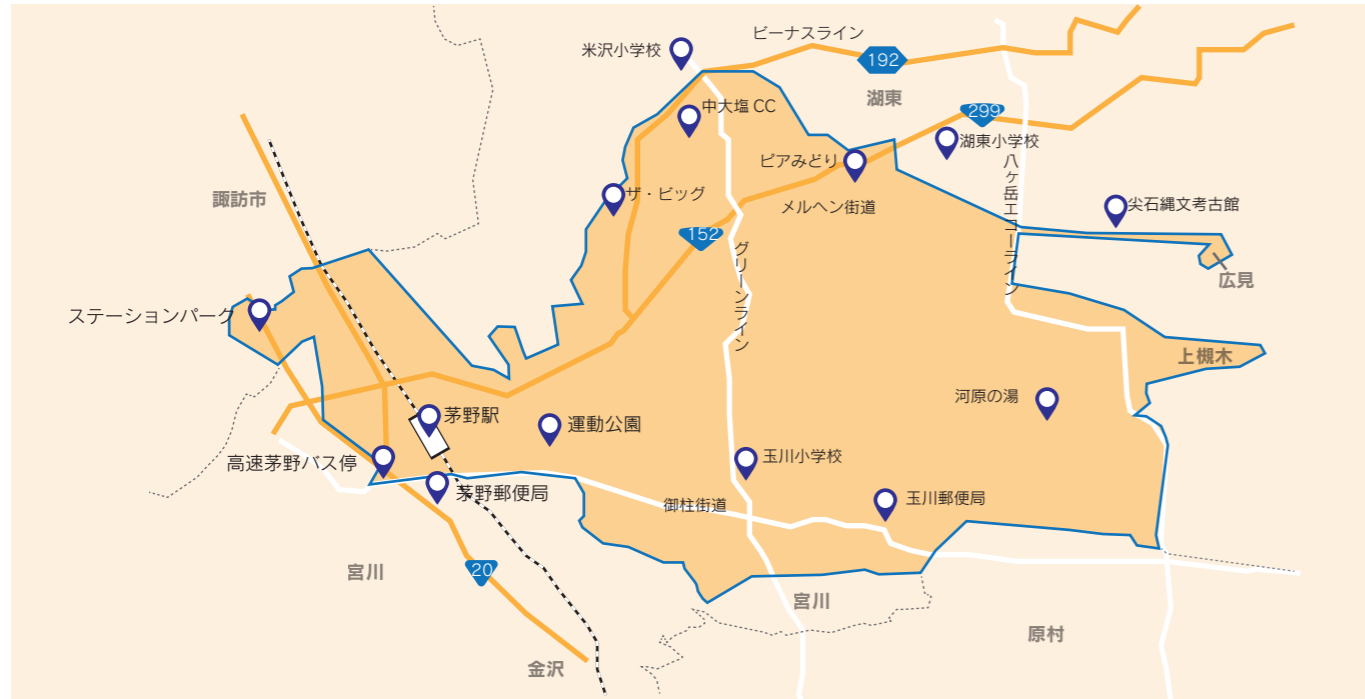 ビーナスライン
米沢小学校
192
湖東
中大塩 CC
299
湖東小学校
ピアみどり
八ヶ岳エコーライン
ザ・ビッグ
諏訪市
メルヘン街道
尖石縄文考古館
152
グリーンライン
広見
ステーションパーク
上槻木
河原の湯
茅野駅
運動公園
高速茅野バス停
玉川小学校
茅野郵便局
御柱街道
玉川郵便局
宮川
20
宮川
原村
金沢